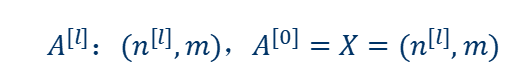 A^{[l]}: (n^{[l]}, m), A^{[0]} = X = (n^{[l]}, m)